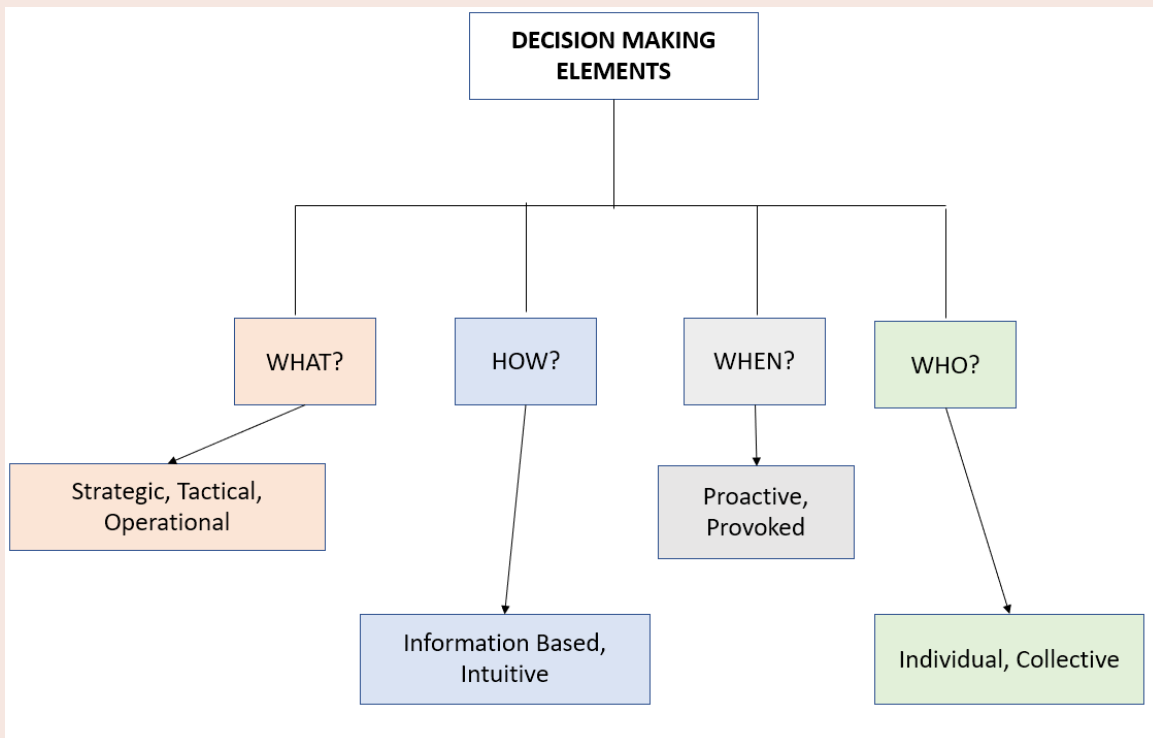 DECISION MAKING
ELEMENTS
WHAT?
HOW?
WHEN?
WHO?
Strategic, Tactical,
Operational
Proactive,
Provoked
Information Based,
Intuitive
Individual, Collective